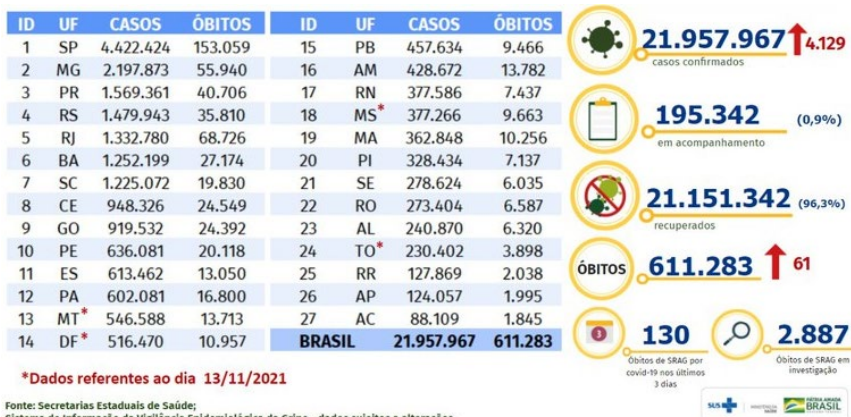 ID UF CASOS ÓBITOS
1 SP 4.422.424 153.059
2 MG 2.197.873 55.940
3 PR 1.569.361 40.706
4 RS 1.479.943 35.810
5 RJ 1.332.780 68.726
6 BA 1.252.199 27.174
7 SC 1.225.072 19.830
8 CE 948.326 24.549
9 GO 919.532 24.392
10 PE 636.081 20.118
11 ES 613.462 13.050
12 PA 602.081 16.800
13 MT* 546.588 13.713
14 DF* 516.470 10.957
ID UF CASOS ÓBITOS
15 PB 457.634 9.466
16 AM 428.672 13.782
17 RN 377.586 7.437
18 MS* 377.266 9.663
19 MA 362.848 10.256
20 PI 328.434 7.137
21 SE 278.624 6.035
22 RO 273.404 6.587
23 AL 240.870 6.320
24 TO* 230.402 3.898
25 RR 127.869 2.038
26 AP 124.057 1.995
27 AC 88.109 1.845
BRASIL 21.957.967 611.283
21.957.967 4.129
casos confirmados
195.342 (0,9%)
em acompanhamento
21.151.342 (96,3%)
recuperados
ÓBITOS 611.283 61
3 130
Óbitos de SRAG por
covid-19 nos últimos
3 dias
2.887
Óbitos de SRAG em
investigação
*Dados referentes ao dia 13/11/2021
Fonte: Secretarias Estaduais de Saúde;
SUS
PÁTRIA AMADA
BRASIL